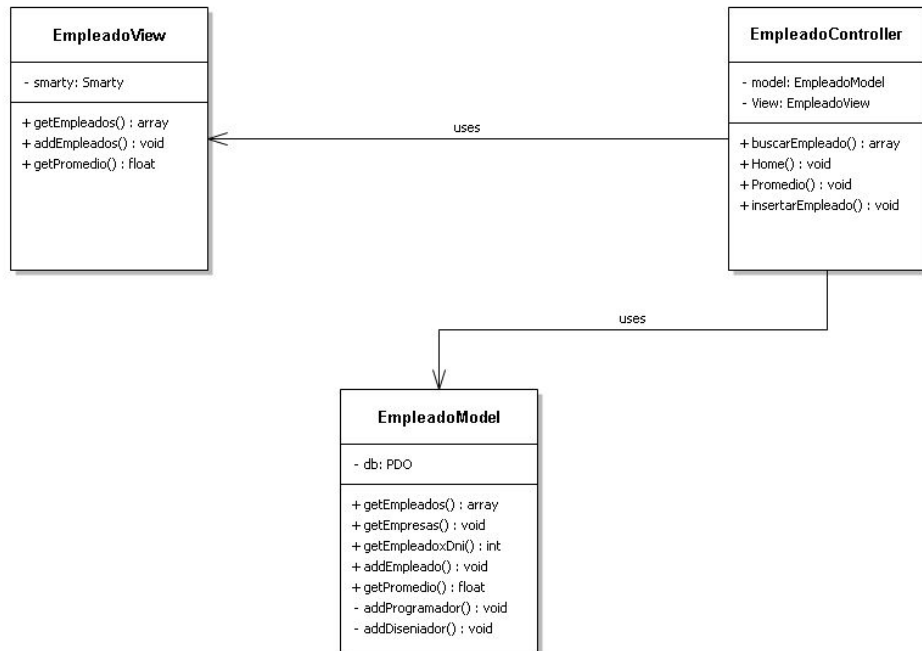 EmpleadoView
- smarty: Smarty
+ getEmpleados() : array
+ addEmpleados() : void
+ getPromedio() : float
uses
EmpleadoController
- model: EmpleadoModel
- View: EmpleadoView
+ buscarEmpleado() : array
+ Home() : void
+ Promedio() : void
+ insertarEmpleado() : void
uses
EmpleadoModel
- db: PDO
+ getEmpleados() : array
+ getEmpresas() : void
+ getEmpleadoxDni() : int
+ addEmpleado() : void
+ getPromedio() : float
- addProgramador() : void
- addDiseniador() : void